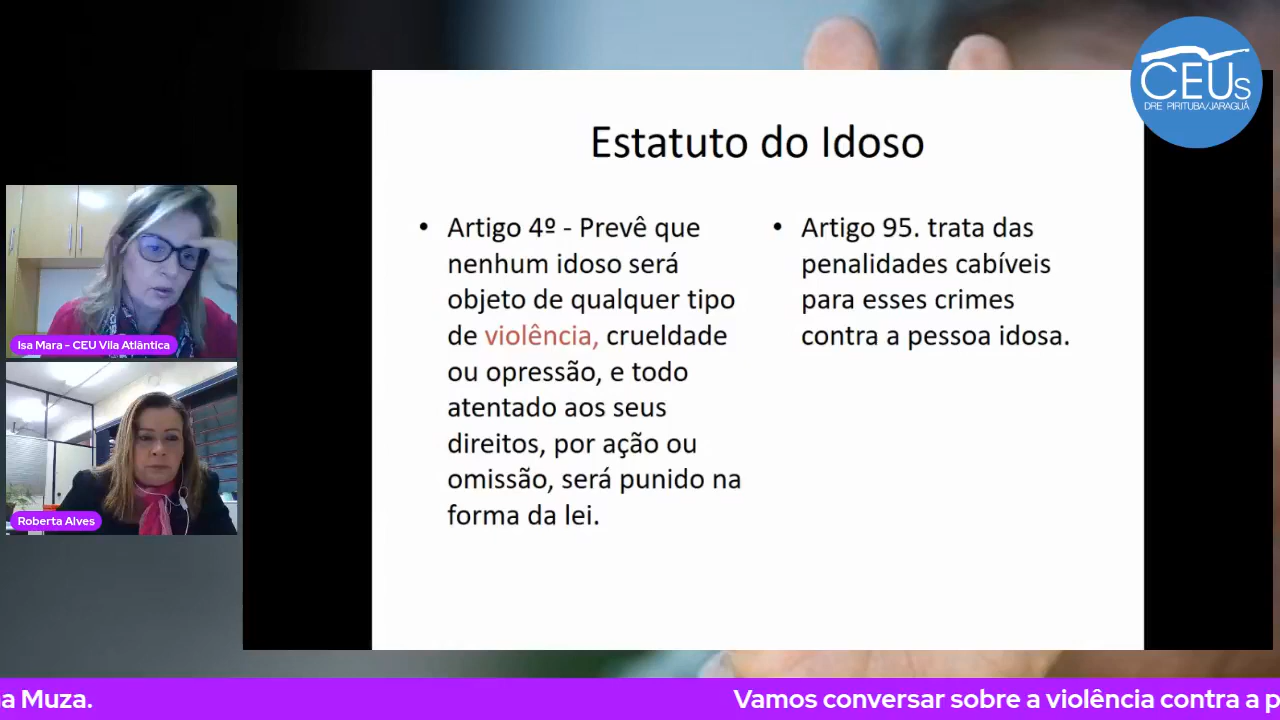 CEUs
DRE PIRITUBA/JARAGUÁ
Estatuto do Idoso
• Artigo 4º - Prevê que
nenhum idoso será
objeto de qualquer tipo
de violência, crueldade
ou opressão, e todo
atentado aos seus
direitos, por ação ou
omissão, será punido na
forma da lei.
• Artigo 95. trata das
penalidades cabíveis
para esses crimes
contra a pessoa idosa.
Isa Mara - CEU Vila Atlântica
Roberta Alves
a Muza.
Vamos conversar sobre a violência contra a p